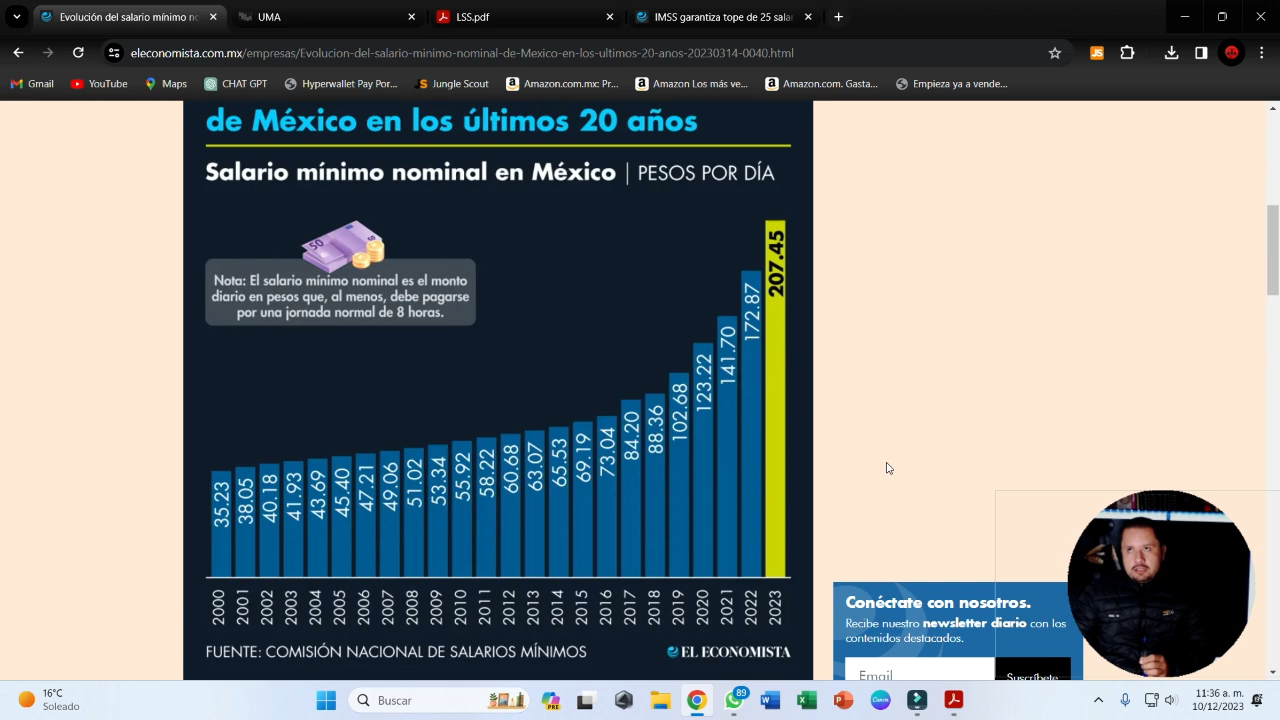 Evolución del salario mínimo no
UMA
LSS.pdf
IMSS garantiza tope de 25 salar
eleconomista.com.mx/empresas/Evolucion-del-salario-minimo-nominal-de-Mexico-en-los-ultimos-20-anos-20230314-0040.html
Gmail
YouTube
Maps
CHAT GPT
Hyperwallet Pay Por...
Jungle Scout
Amazon.com.mx: Pr...
Amazon Los más ve...
Amazon.com. Gasta...
Empieza ya a vende...
de México en los últimos 20 años
Salario mínimo nominal en México | PESOS POR DÍA
50
Nota: El salario mínimo nominal es el monto
diario en pesos que, al menos, debe pagarse
por una jornada normal de 8 horas.
35.23
38.05
40.18
41.93
43.69
45.40
47.21
49.06
51.02
53.34
55.92
58.22
60.68
63.07
65.53
69.19
73.04
84.20
88.36
102.68
123.22
141.70
172.87
207.45
2000
2001
2002
2003
2004
2005
2006
2007
2008
2009
2010
2011
2012
2013
2014
2015
2016
2017
2018
2019
2020
2021
2022
2023
FUENTE: COMISIÓN NACIONAL DE SALARIOS MÍNIMOS
EL ECONOMISTA
Conéctate con nosotros.
Recibe nuestro newsletter diario con los
contenidos destacados.
Email
Suscríbete
16°C
Soleado
Buscar
PRE
89
11:36 a. m.
10/12/2023